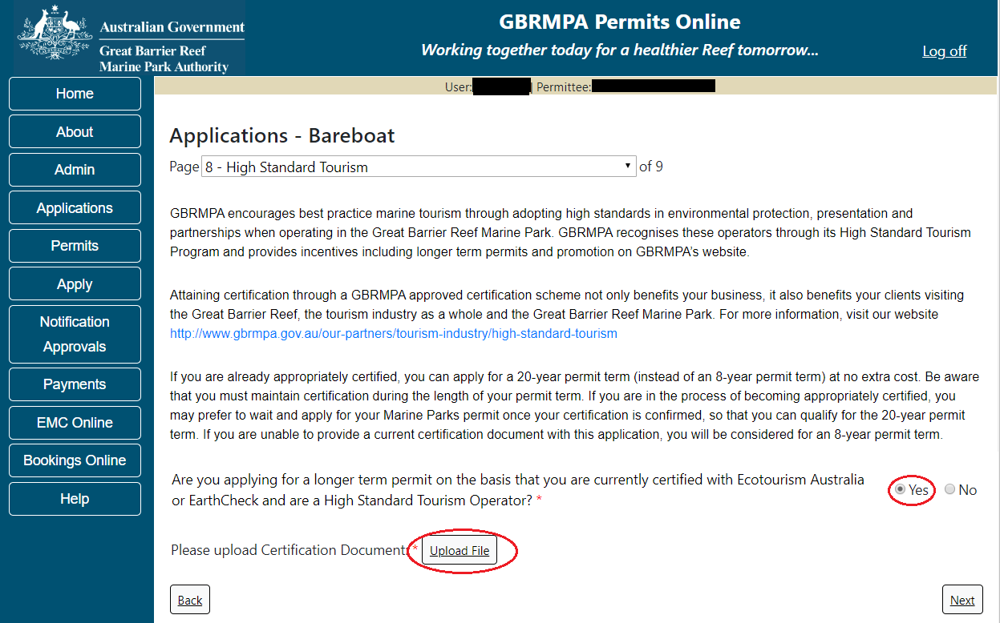 Australian Government
Great Barrier Reef
Marine Park Authority
GBRMPA Permits Online
Working together today for a healthier Reef tomorrow...
Log off
Home
About
Admin
Applications
Permits
Apply
Notification
Approvals
Payments
EMC Online
Bookings Online
Help
User: | Permittee:
Applications - Bareboat
Page 8 - High Standard Tourism of 9
GBRMPA encourages best practice marine tourism through adopting high standards in environmental protection, presentation and
partnerships when operating in the Great Barrier Reef Marine Park. GBRMPA recognises these operators through its High Standard Tourism
Program and provides incentives including longer term permits and promotion on GBRMPA's website.
Attaining certification through a GBRMPA approved certification scheme not only benefits your business, it also benefits your clients visiting
the Great Barrier Reef, the tourism industry as a whole and the Great Barrier Reef Marine Park. For more information, visit our website
http://www.gbrmpa.gov.au/our-partners/tourism-industry/high-standard-tourism
If you are already appropriately certified, you can apply for a 20-year permit term (instead of an 8-year permit term) at no extra cost. Be aware
that you must maintain certification during the length of your permit term. If you are in the process of becoming appropriately certified, you
may prefer to wait and apply for your Marine Parks permit once your certification is confirmed, so that you can qualify for the 20-year permit
term. If you are unable to provide a current certification document with this application, you will be considered for an 8-year permit term.
Are you applying for a longer term permit on the basis that you are currently certified with Ecotourism Australia
or EarthCheck and are a High Standard Tourism Operator? *
Yes No
Please upload Certification Document: * Upload File
Back
Next